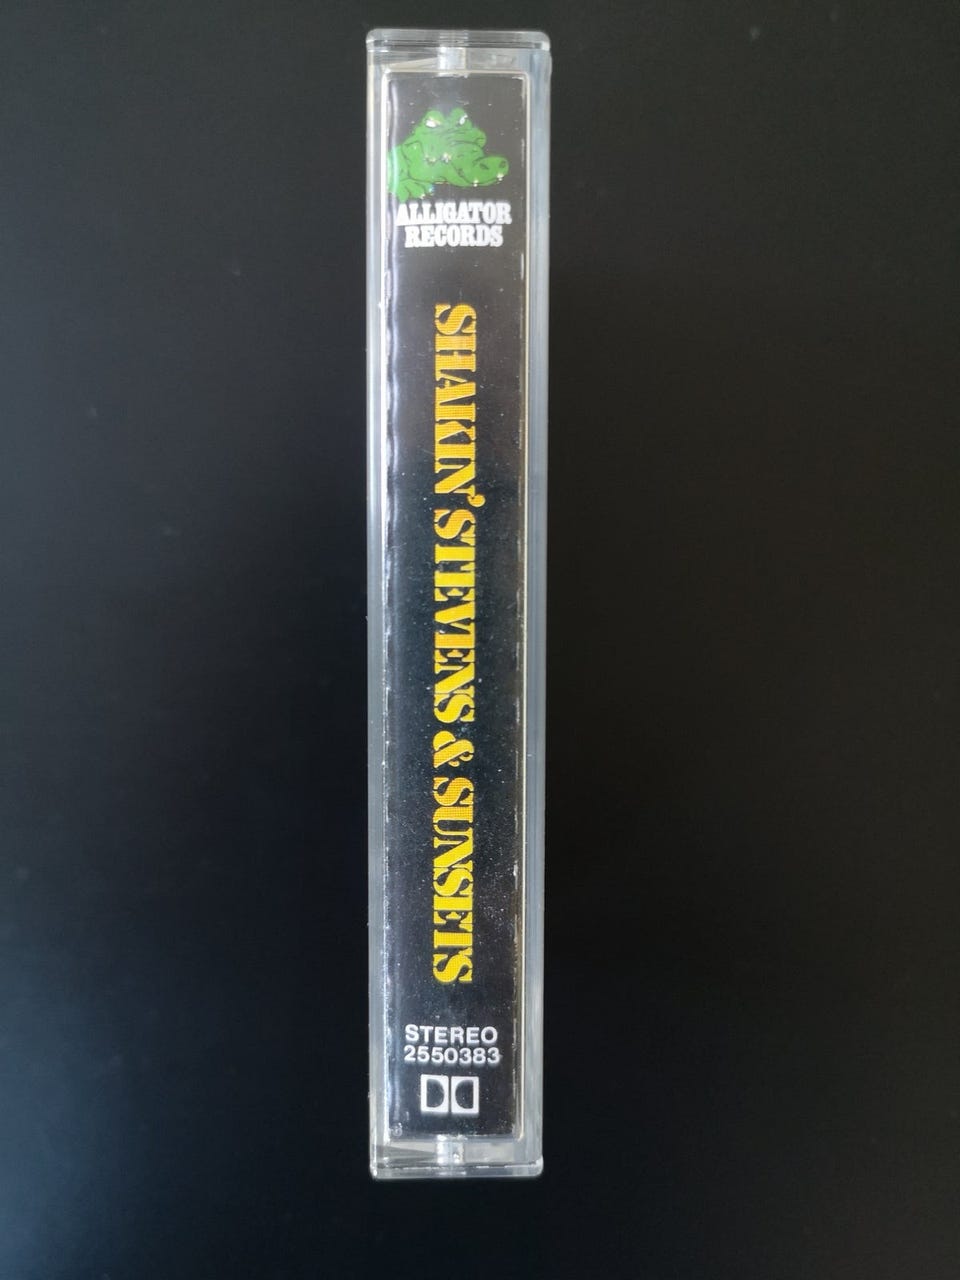 ALLIGATOR
RECORDS
SHAKIN' STEVENS & SUNSETS
STEREO
2550383